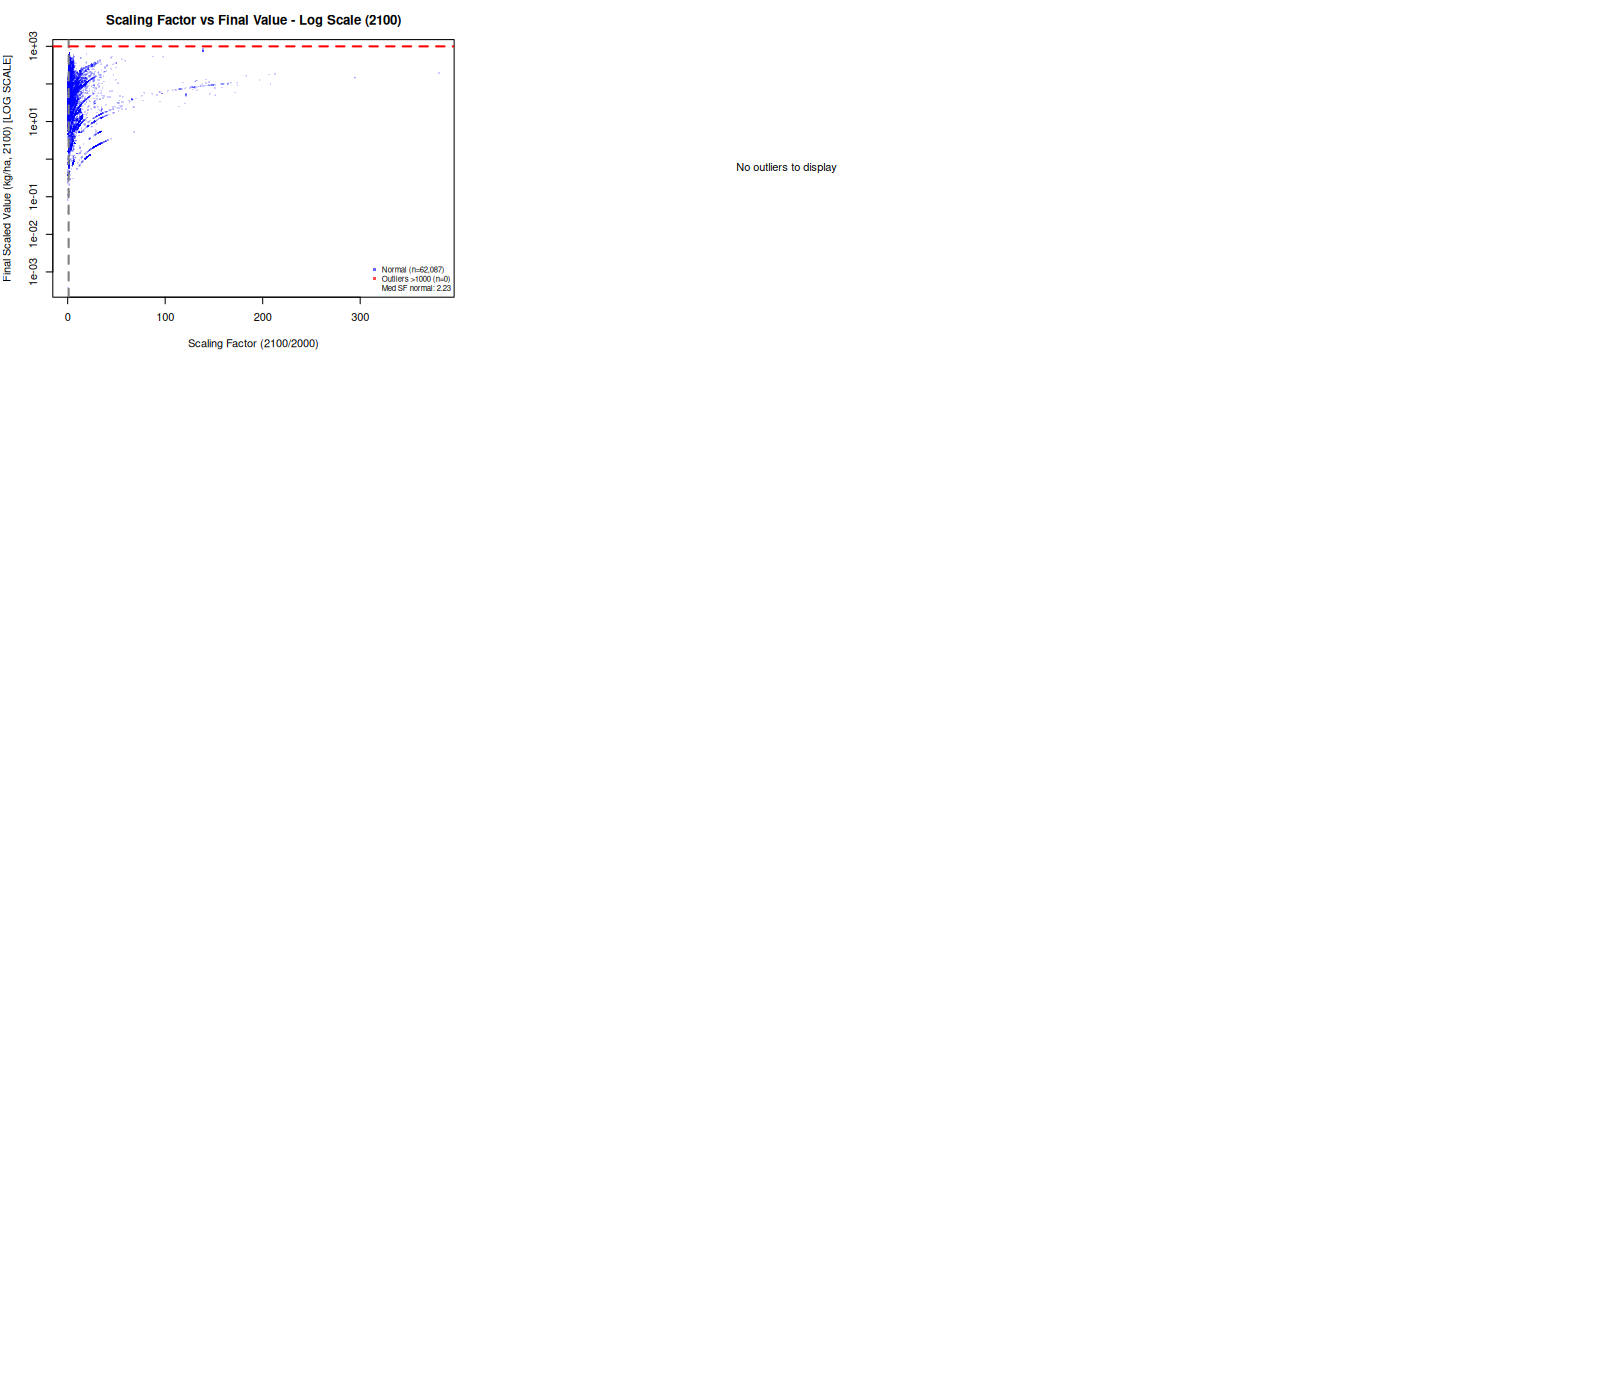 Scaling Factor vs Final Value - Log Scale (2100)
Final Scaled Value (kg/ha, 2100) [LOG SCALE]
1e+03
1e+01
1e-01
1e-02
1e-03
Normal (n=62,087)
Outliers >1000 (n=0)
Med SF normal: 2.23
0 100 200 300
Scaling Factor (2100/2000)
No outliers to display